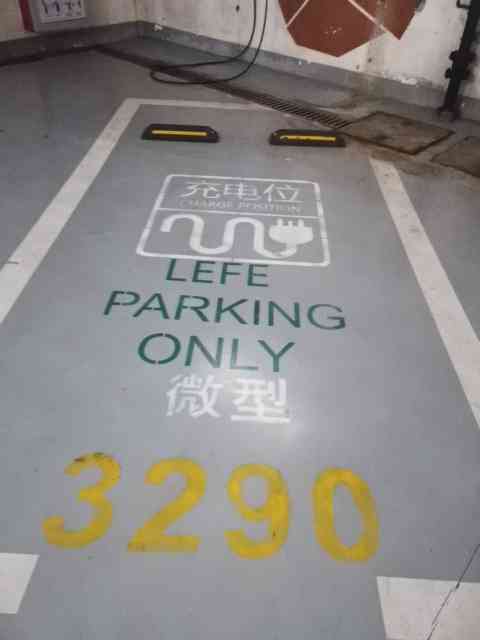 充电位
CHARGE POSITION
LEFE
PARKING
ONLY
微型
3290